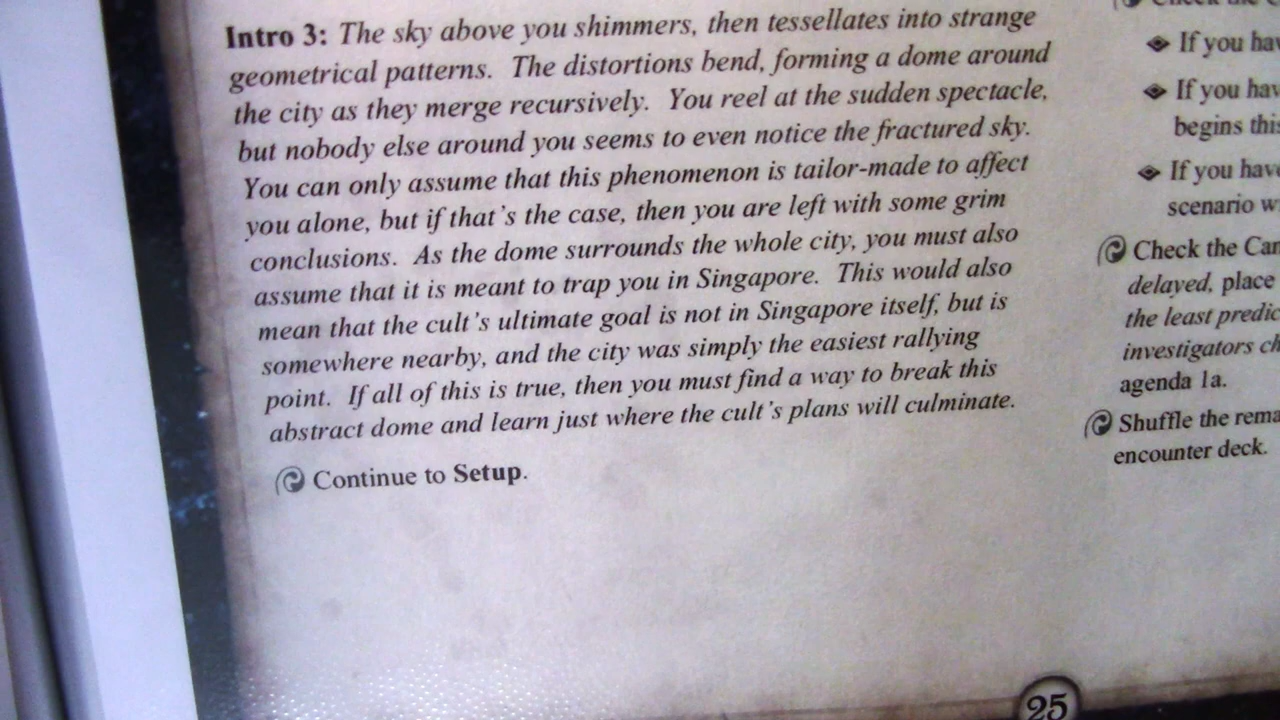 Intro 3: The sky above you shimmers, then tessellates into strange
geometrical patterns. The distortions bend, forming a dome around
the city as they merge recursively. You reel at the sudden spectacle,
but nobody else around you seems to even notice the fractured sky.
You can only assume that this phenomenon is tailor-made to affect
you alone, but if that's the case, then you are left with some grim
conclusions. As the dome surrounds the whole city, you must also
assume that it is meant to trap you in Singapore. This would also
mean that the cult's ultimate goal is not in Singapore itself, but is
somewhere nearby, and the city was simply the easiest rallying
point. If all of this is true, then you must find a way to break this
abstract dome and learn just where the cult's plans will culminate.
Continue to Setup.
If you
If you
begins
If you
scenario
Check the
delayed, place
the least
investigators
agenda 1a.
Shuffle the
encounter deck.
25